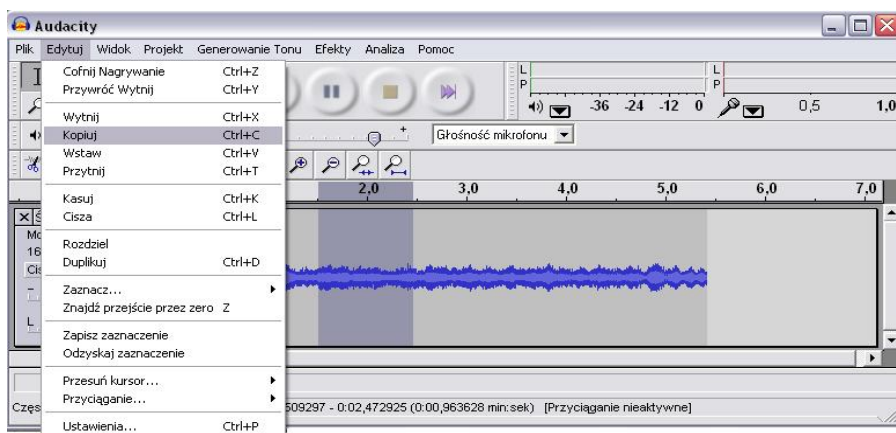 Audacity
Plik Edytuj Widok Projekt Generowanie Tonu Efekty Analiza Pomoc
Cofnij Nagrywanie Ctrl+Z
Przywróć Wytnij Ctrl+Y
Wytnij Ctrl+X
Kopiuj Ctrl+C
Wstaw Ctrl+V
Przytnij Ctrl+T
Kasuj Ctrl+K
Cisza Ctrl+L
Rozdziel
Duplikuj Ctrl+D
Zaznacz...
Znajdź przejście przez zero Z
Zapisz zaznaczenie
Odzyskaj zaznaczenie
Przesuń kursor...
Przyciąganie...
Ustawienia... Ctrl+P
L L
P P
-36 -24 -12 0 0,5 1,0
Głośność mikrofonu
2,0 3,0 4,0 5,0 6,0 7,0
16
L
509297 - 0:02,472925 (0:00,963628 min:sek) [Przyciąganie nieaktywne]